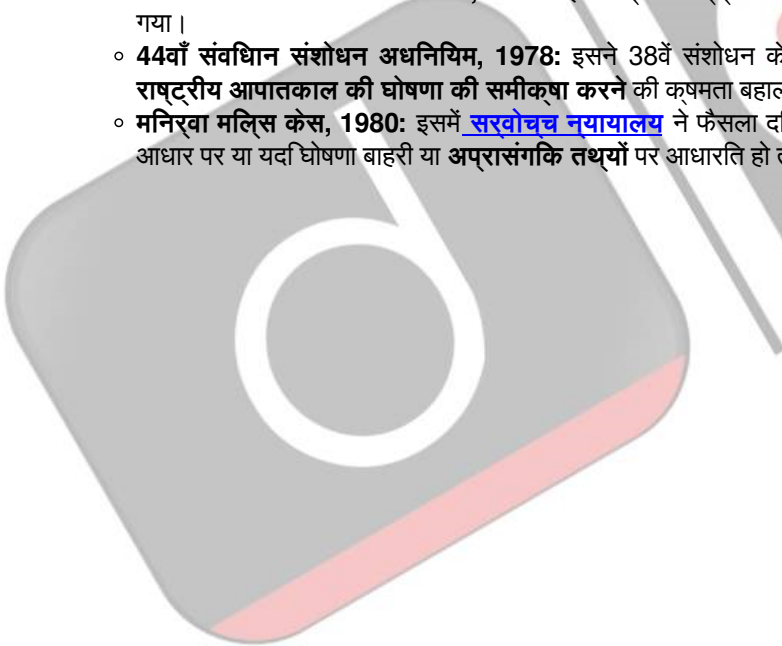 गया।
44वाँ संविधान संशोधन अधिनियम, 1978: इसने 38वें संशोधन के
राष्ट्रीय आपातकाल की घोषणा की समीक्षा करने की क्षमता बहाल
मिनर्वा मिल्स केस, 1980: इसमें सर्वोच्च न्यायालय ने फैसला
आधार पर या यदि घोषणा बाहरी या अप्रासंगिक तथ्यों पर आधारित हो